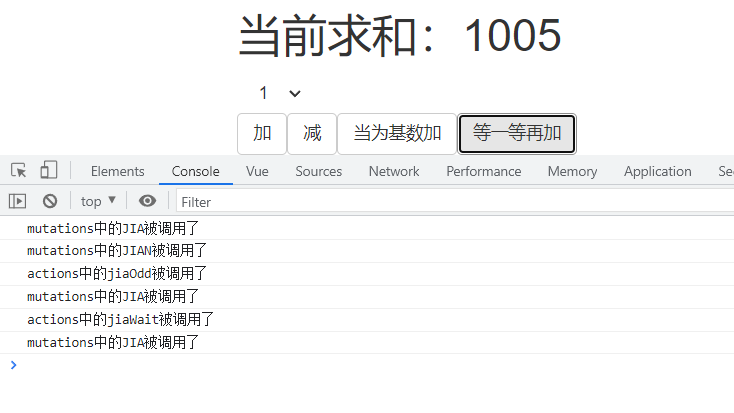 当前求和：1005
1
加 减 当为基数加 等一等再加
Elements Console Vue Sources Network Performance Memory Application Sec
top Filter
mutations中的JIA被调用了
mutations中的JIAN被调用了
actions中的jiaOdd被调用了
mutations中的JIA被调用了
actions中的jiaWait被调用了
mutations中的JIA被调用了